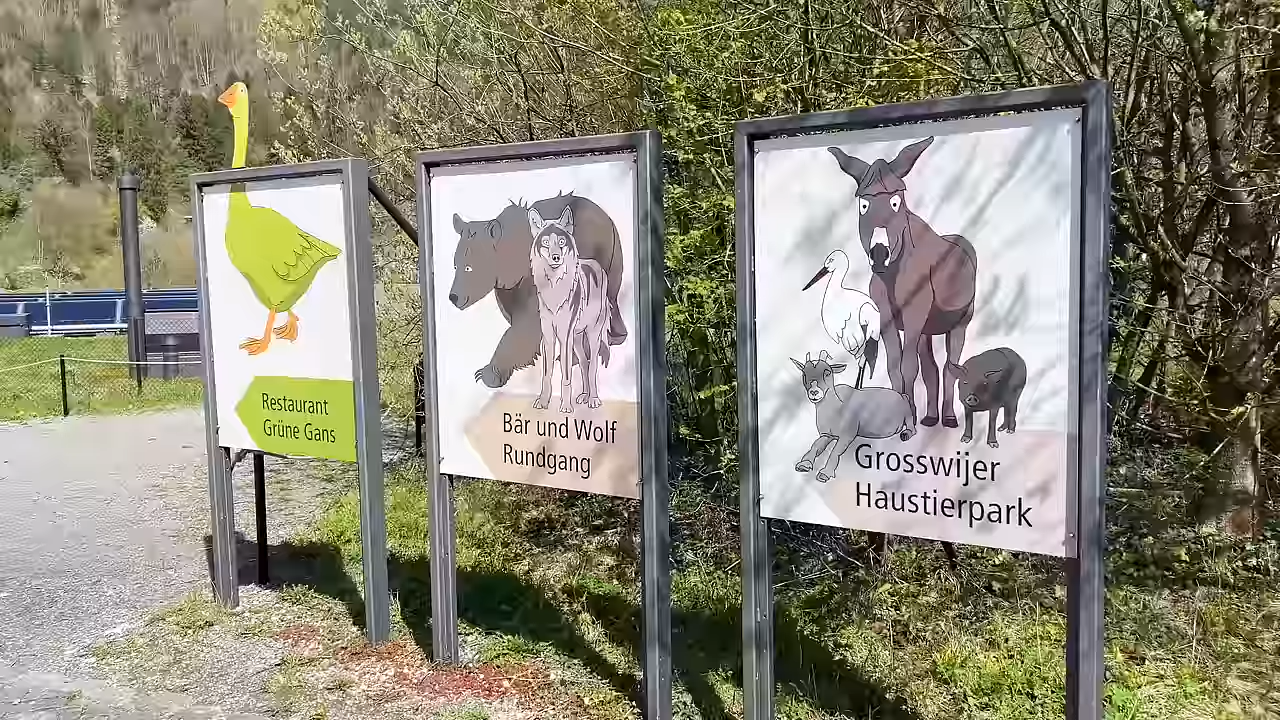 Restaurant
Grüne Gans
Bär und Wolf
Rundgang
Grosswijer
Haustierpark